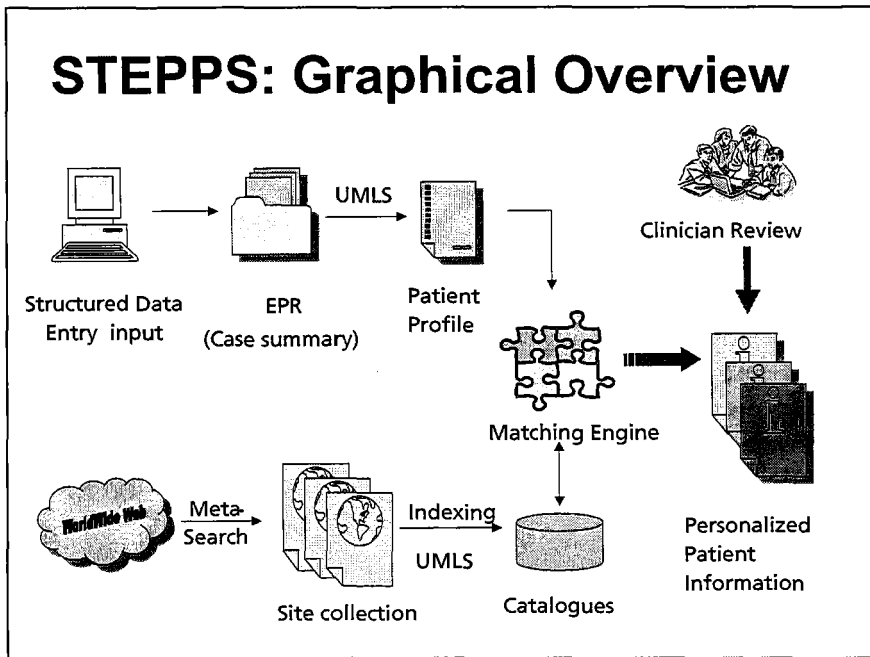 STEPPS: Graphical Overview
UMLS
Clinician Review
Structured Data
Entry input
EPR
(Case summary)
Patient
Profile
Matching Engine
WorldWide Web
Meta-
Search
Indexing
UMLS
Site collection
Catalogues
Personalized
Patient
Information